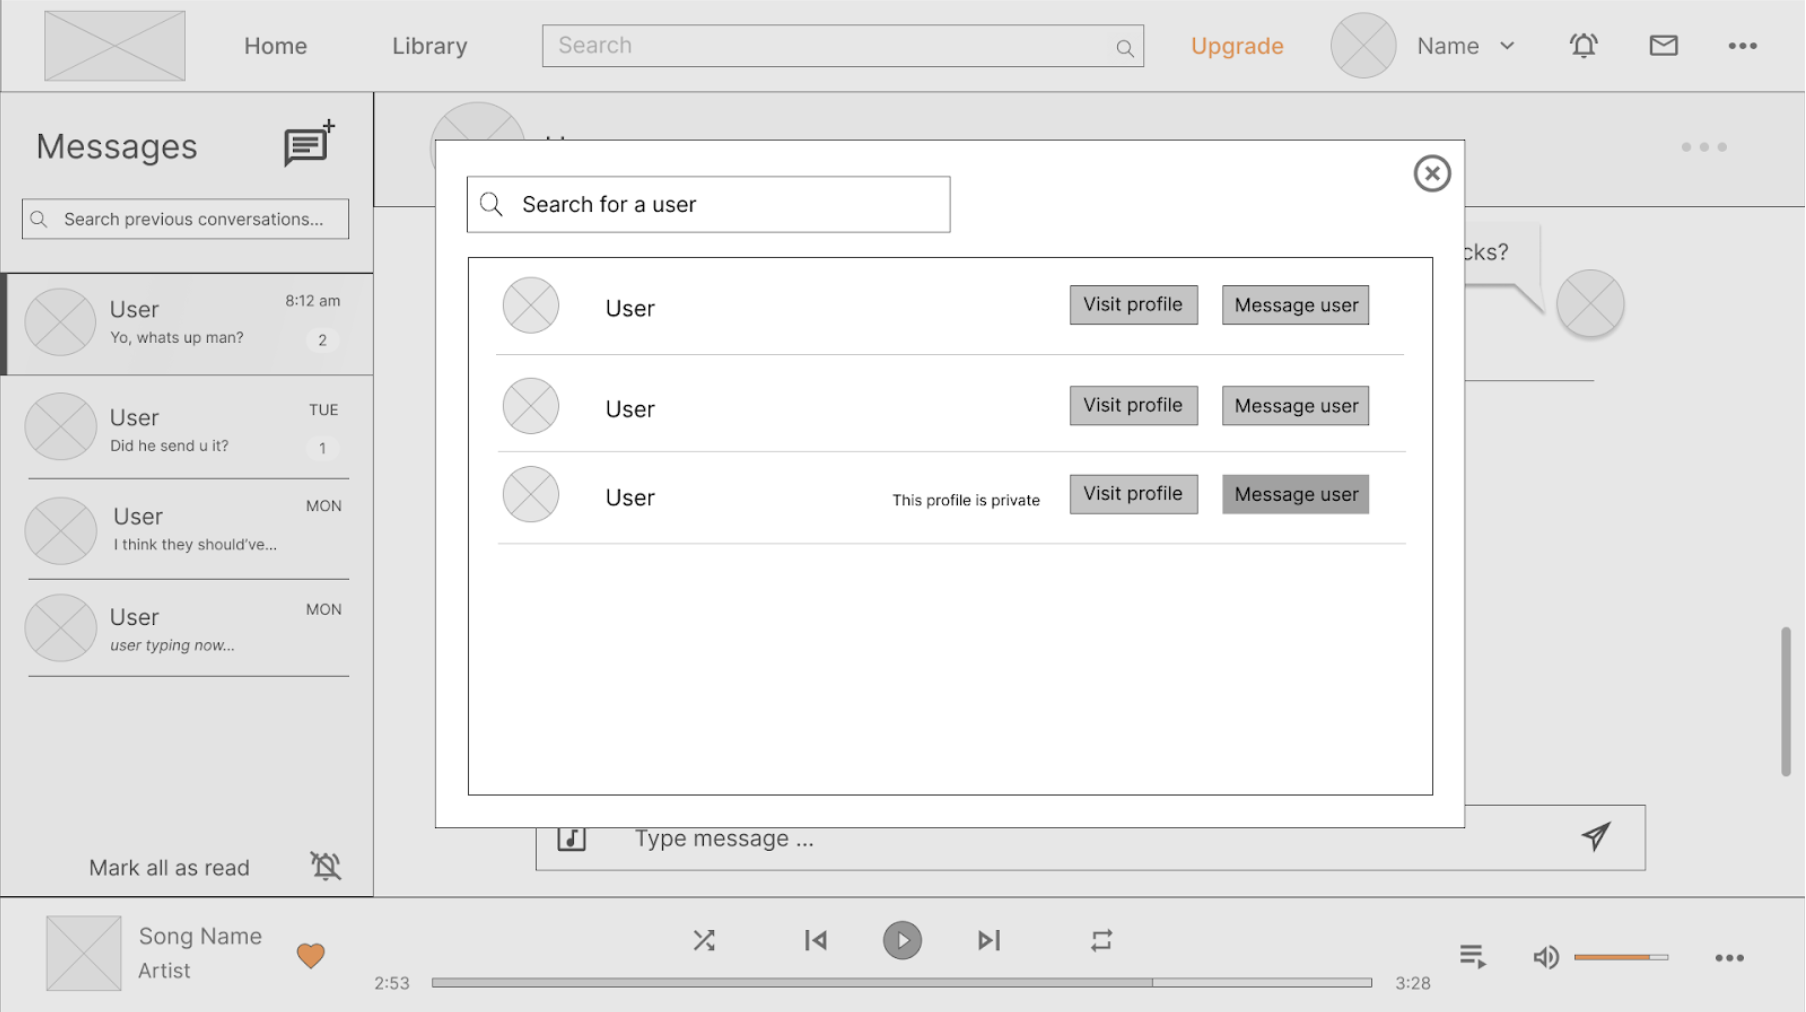 Home
Library
Search
Upgrade
Name
Messages
Search previous conversations...
User
8:12 am
Yo, whats up man?
2
User
TUE
Did he send u it?
1
User
MON
I think they should've...
User
MON
user typing now...
Mark all as read
Search for a user
User
Visit profile
Message user
User
Visit profile
Message user
User
This profile is private
Visit profile
Message user
cks?
Type message ...
Song Name
Artist
2:53
3:28